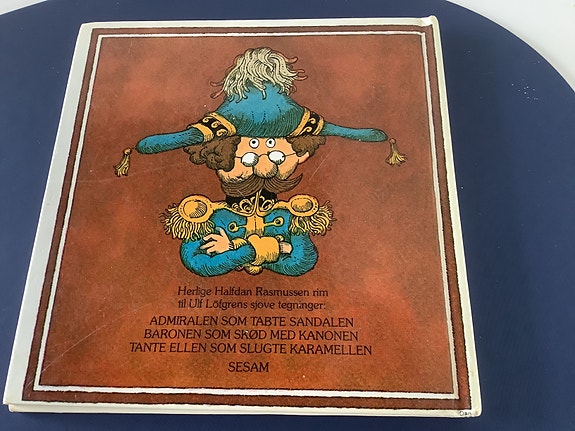 Herlige Halfdan Rasmussen rim
til Ulf Löfgrens sjove tegninger:
ADMIRALEN SOM TABTE SANDALEN
BARONEN SOM SKØD MED KANONEN
TANTE ELLEN SOM SLUGTE KARAMELLEN
SESAM